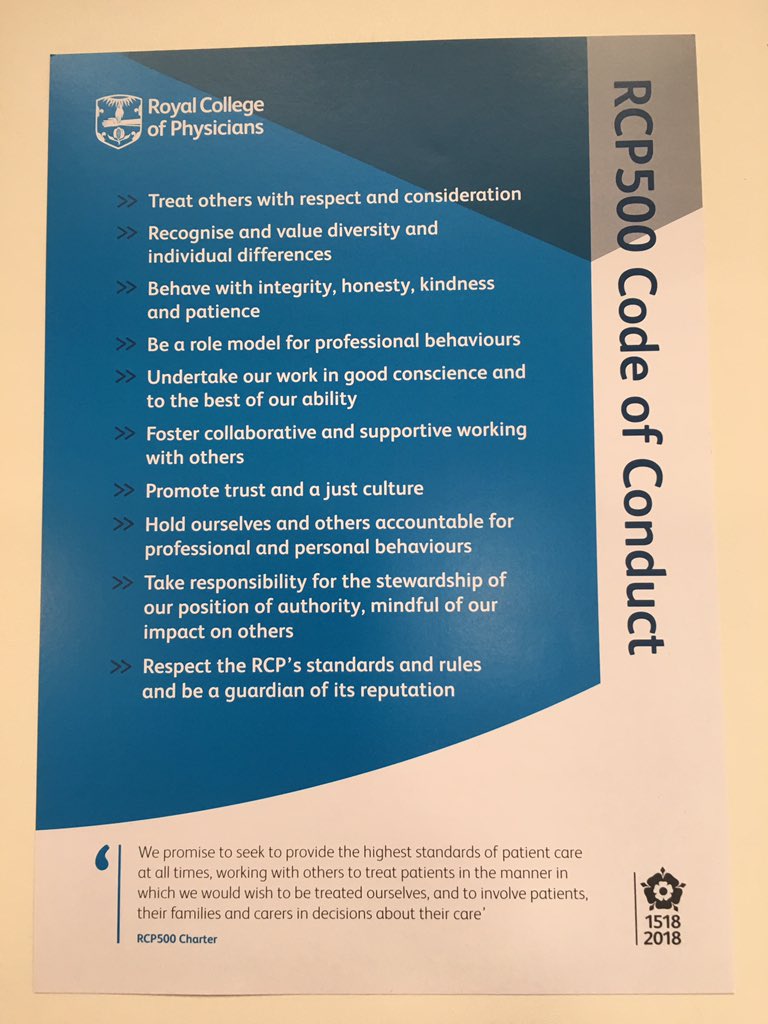 Royal College
of Physicians
RCP500 Code of Conduct
>> Treat others with respect and consideration
>> Recognise and value diversity and
individual differences
>> Behave with integrity, honesty, kindness
and patience
>> Be a role model for professional behaviours
>> Undertake our work in good conscience and
to the best of our ability
>> Foster collaborative and supportive working
with others
>> Promote trust and a just culture
>> Hold ourselves and others accountable for
professional and personal behaviours
>> Take responsibility for the stewardship of
our position of authority, mindful of our
impact on others
>> Respect the RCP's standards and rules
and be a guardian of its reputation
‘ We promise to seek to provide the highest standards of patient care
at all times, working with others to treat patients in the manner in
which we would wish to be treated ourselves, and to involve patients,
their families and carers in decisions about their care’
RCP500 Charter
1518
2018